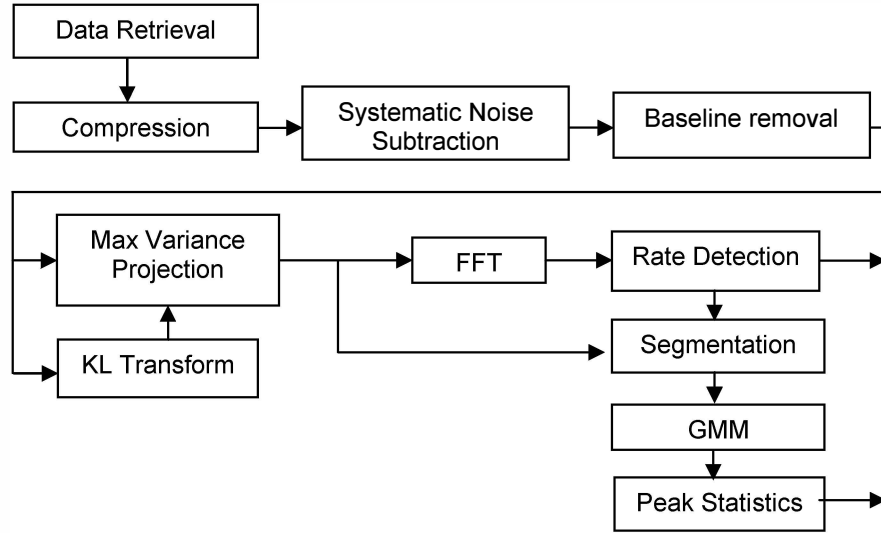 Data Retrieval
Compression
Systematic Noise
Subtraction
Baseline removal
Max Variance
Projection
FFT
Rate Detection
KL Transform
Segmentation
GMM
Peak Statistics